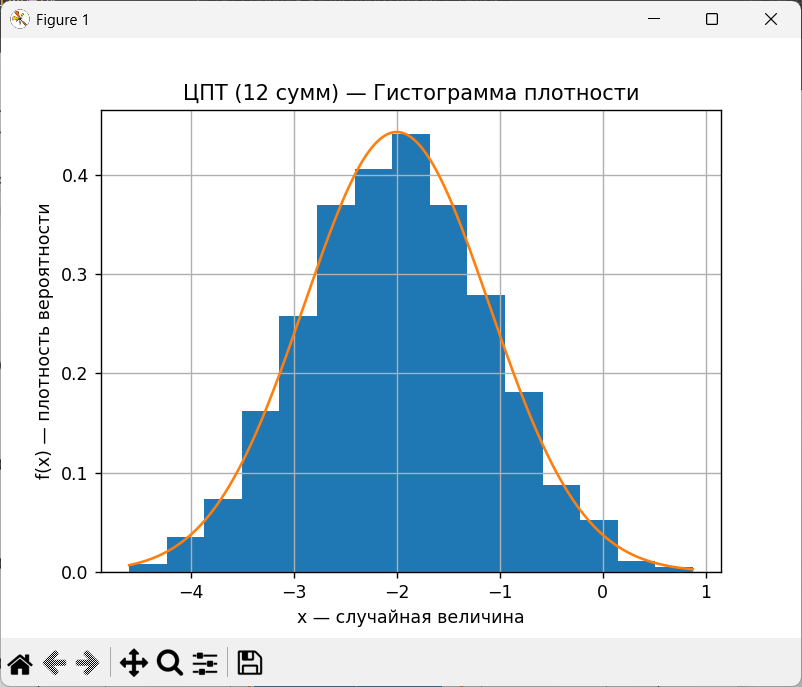 Figure 1
ЦПТ (12 сумм) — Гистограмма плотности
f(x) — плотность вероятности
0.4
0.3
0.2
0.1
0.0
−4 −3 −2 −1 0 1
x — случайная величина